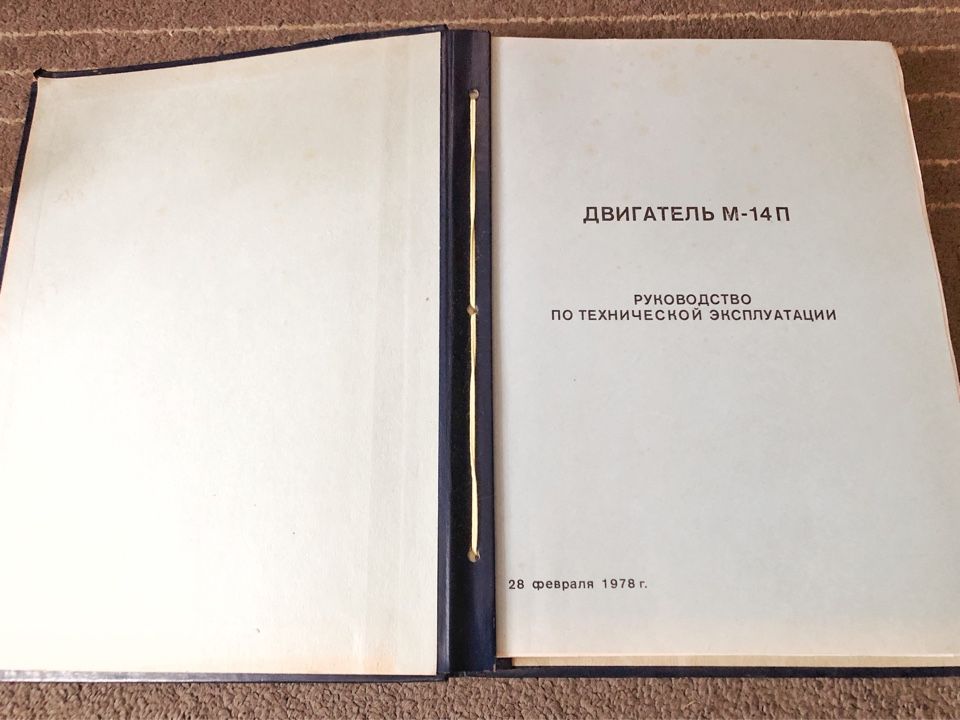 ДВИГАТЕЛЬ М-14П
РУКОВОДСТВО
ПО ТЕХНИЧЕСКОЙ ЭКСПЛУАТАЦИИ
28 февраля 1978 г.